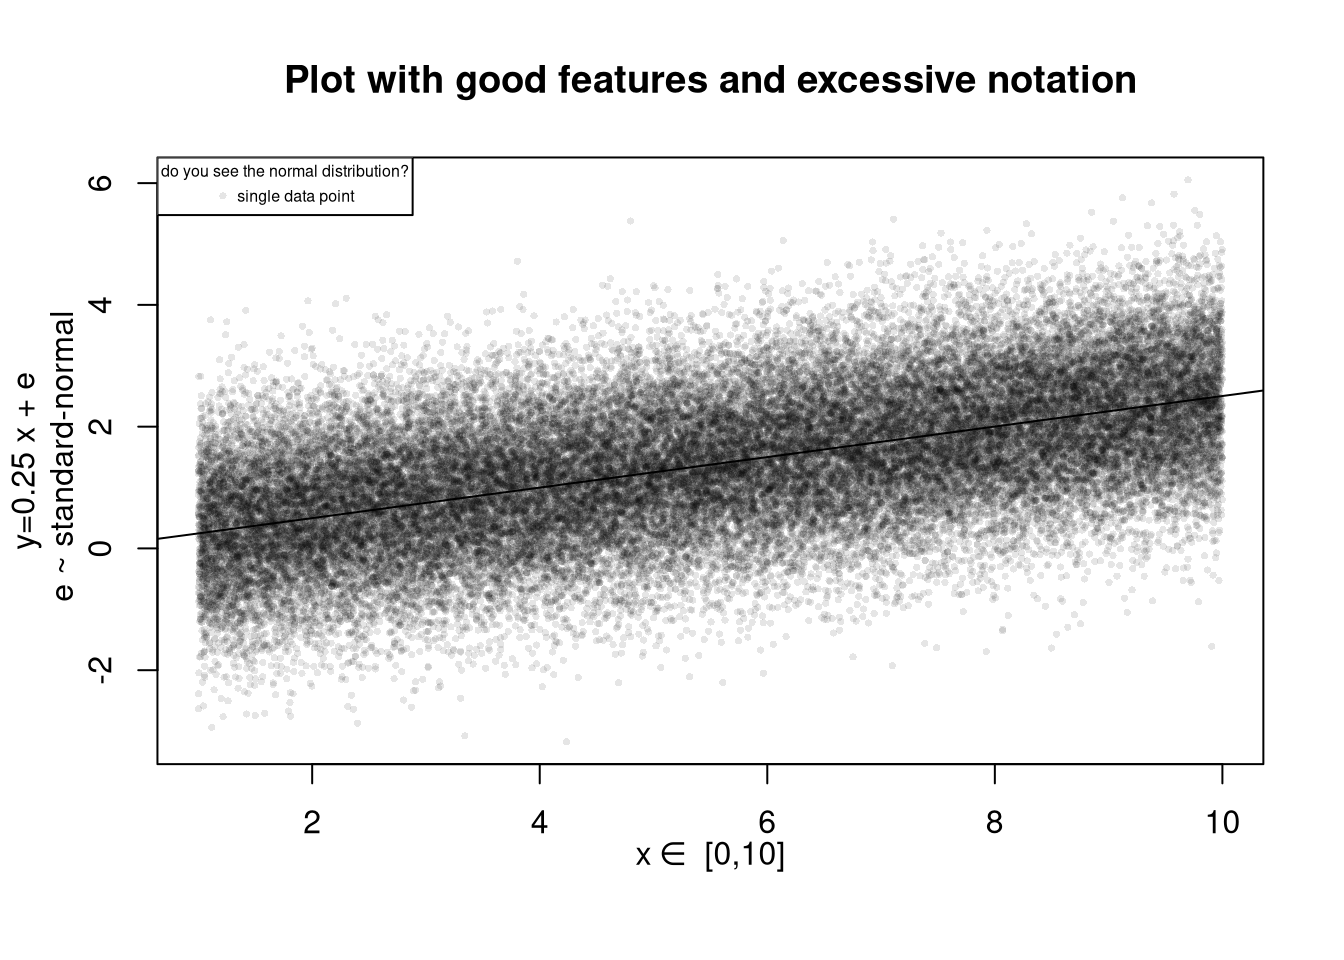 Plot with good features and excessive notation
do you see the normal distribution?
single data point
6
4
2
0
-2
y=0.25 x + e
e ~ standard-normal
2 4 6 8 10
x ∈ [0,10]